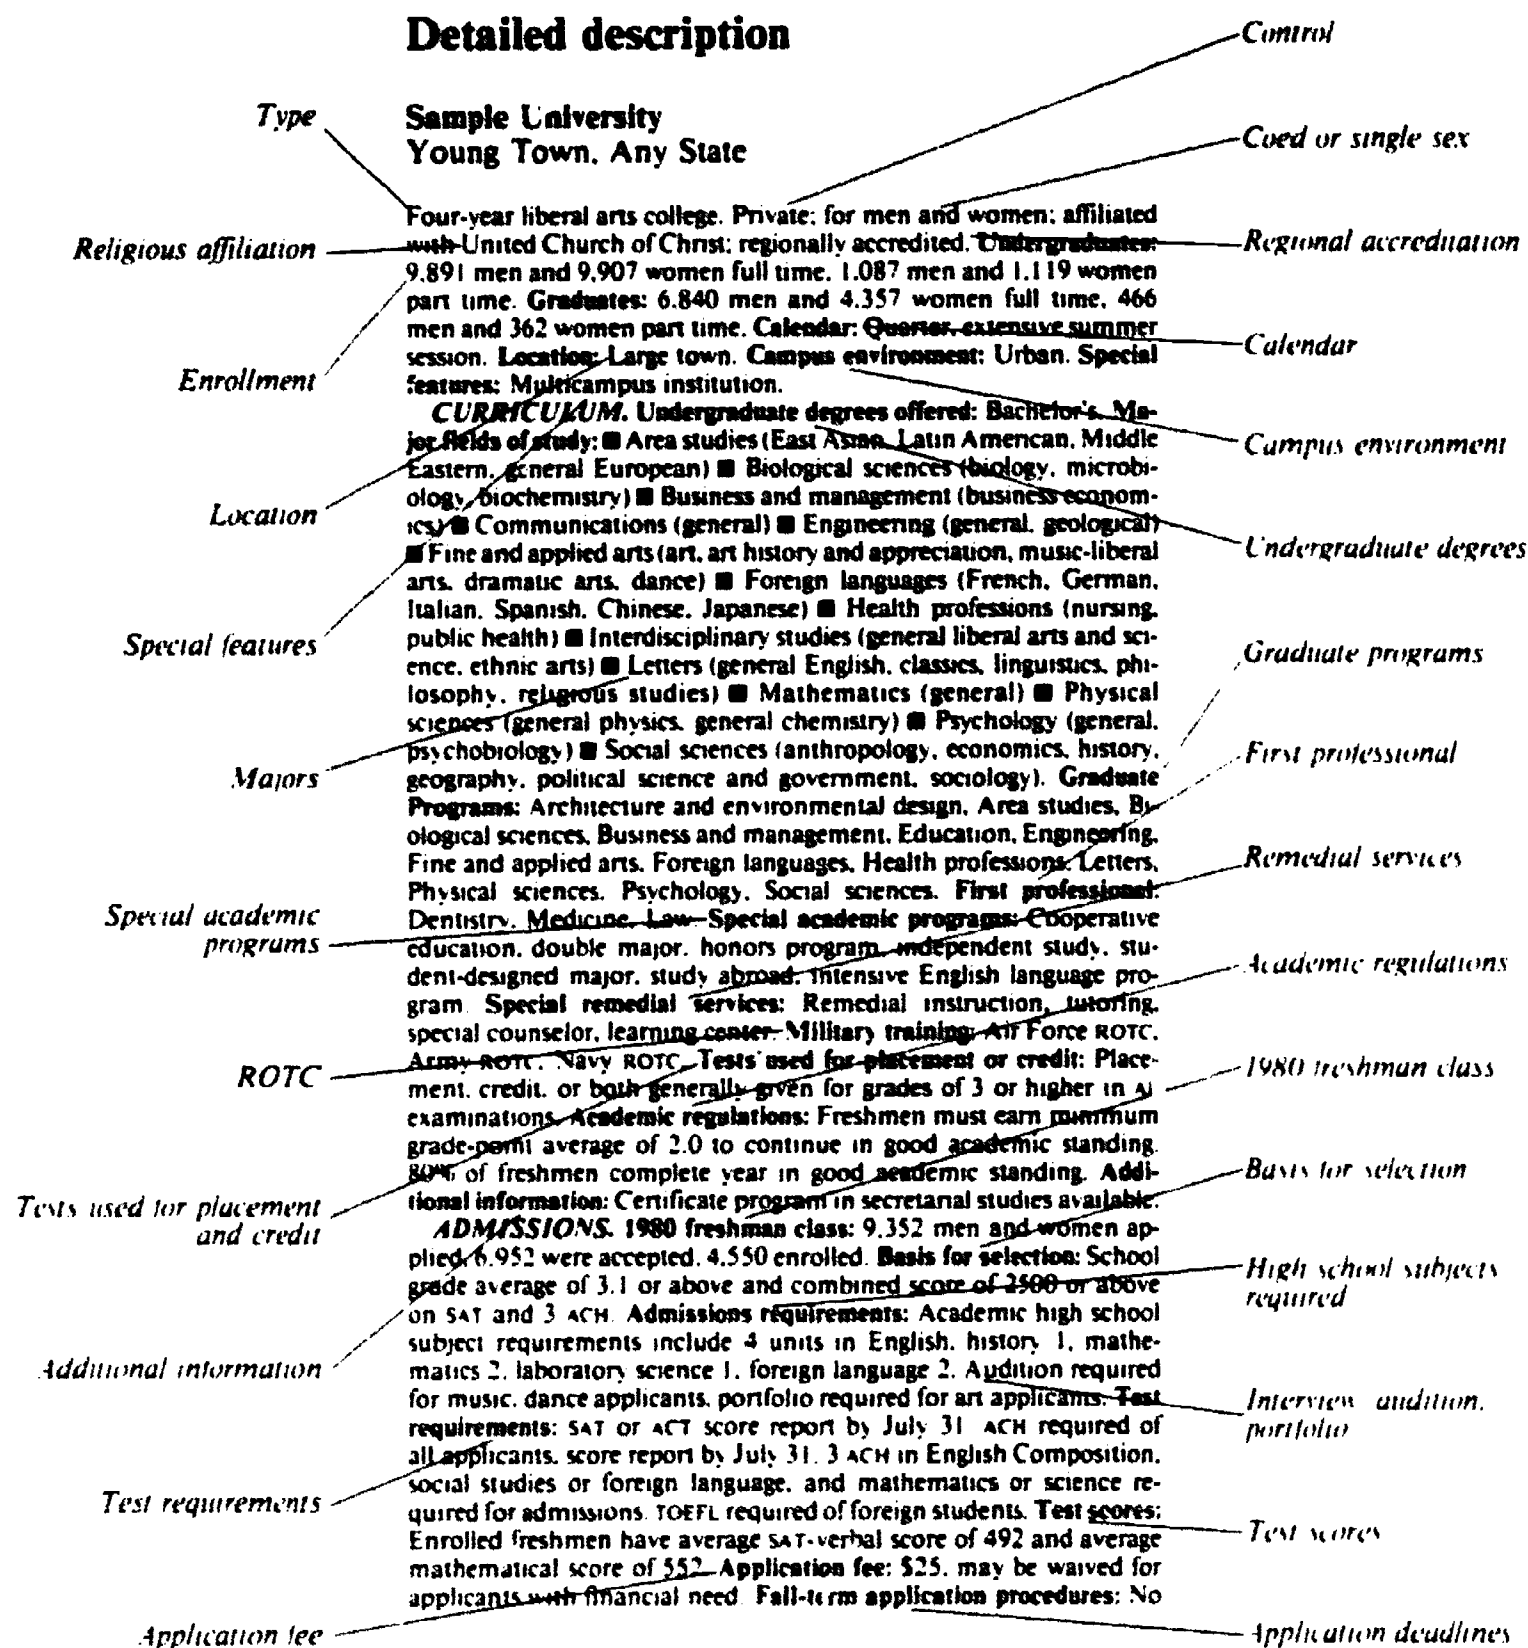 Detailed description
Control
Type
Sample University
Young Town, Any State
Coed or single sex
Four-year liberal arts college. Private; for men and women; affiliated
Religious affiliation
with United Church of Christ; regionally accredited. Undergraduates:
Regional accreditation
9,891 men and 9,907 women full time, 1,087 men and 1,119 women
part time. Graduates: 6,840 men and 4,357 women full time, 466
men and 362 women part time. Calendar: Quarter, extensive summer
Calendar
session. Location: Large town. Campus environment: Urban. Special
Enrollment
features: Multicampus institution.
CURRICULUM. Undergraduate degrees offered: Bachelor's. Ma-
jor fields of study: ■ Area studies (East Asian, Latin American, Middle
Campus environment
Eastern, general European) ■ Biological sciences (biology, microbi-
ology, biochemistry) ■ Business and management (business econom-
Location
ics) ■ Communications (general) ■ Engineering (general, geological)
■ Fine and applied arts (art, art history and appreciation, music-liberal
Undergraduate degrees
arts, dramatic arts, dance) ■ Foreign languages (French, German,
Italian, Spanish, Chinese, Japanese) ■ Health professions (nursing,
public health) ■ Interdisciplinary studies (general liberal arts and sci-
Special features
ence, ethnic arts) ■ Letters (general English, classics, linguistics, phi-
Graduate programs
losophy, religious studies) ■ Mathematics (general) ■ Physical
sciences (general physics, general chemistry) ■ Psychology (general,
psychobiology) ■ Social sciences (anthropology, economics, history,
First professional
Majors
geography, political science and government, sociology). Graduate
Programs: Architecture and environmental design, Area studies, Bi-
ological sciences, Business and management, Education, Engineering,
Fine and applied arts, Foreign languages, Health professions, Letters,
Remedial services
Physical sciences, Psychology, Social sciences. First professional:
Special academic
programs
Dentistry, Medicine, Law. Special academic programs: Cooperative
education, double major, honors program, independent study, stu-
dent-designed major, study abroad, intensive English language pro-
Academic regulations
gram. Special remedial services: Remedial instruction, tutoring,
special counselor, learning center. Military training: Air Force ROTC,
ROTC
Army ROTC, Navy ROTC. Tests used for placement or credit: Place-
1980 freshman class
ment, credit, or both generally given for grades of 3 or higher in
examinations. Academic regulations: Freshmen must earn minimum
grade-point average of 2.0 to continue in good academic standing.
80% of freshmen complete year in good academic standing. Addi-
Basis for selection
tional information: Certificate program in secretarial studies available.
Tests used for placement
and credit
ADMISSIONS. 1980 freshman class: 9,352 men and women ap-
plied, 6,952 were accepted, 4,550 enrolled. Basis for selection: School
High school subjects
required
grade average of 3.1 or above and combined score of 2500 or above
on SAT and 3 ACH. Admissions requirements: Academic high school
subject requirements include 4 units in English, history 1, mathe-
Additional information
matics 2, laboratory science 1, foreign language 2. Audition required
for music, dance applicants, portfolio required for art applicants. Test
Interview audition,
portfolio
requirements: SAT or ACT score report by July 31. ACH required of
all applicants, score report by July 31. 3 ACH in English Composition,
social studies or foreign language, and mathematics or science re-
Test requirements
quired for admissions. TOEFL required of foreign students. Test scores:
Test scores
Enrolled freshmen have average SAT-verbal score of 492 and average
mathematical score of 552. Application fee: $25, may be waived for
applicants with financial need. Fall-term application procedures: No
Application fee
Application deadlines